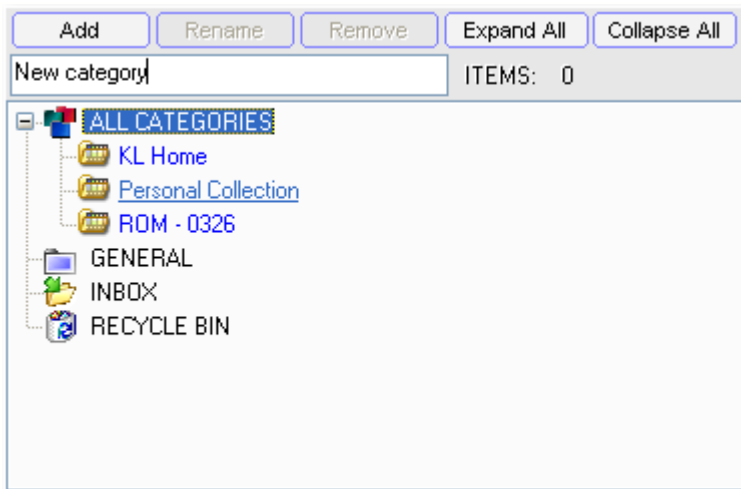 Add Rename Remove Expand All Collapse All
New category ITEMS: 0
ALL CATEGORIES
KL Home
Personal Collection
ROM - 0326
GENERAL
INBOX
RECYCLE BIN